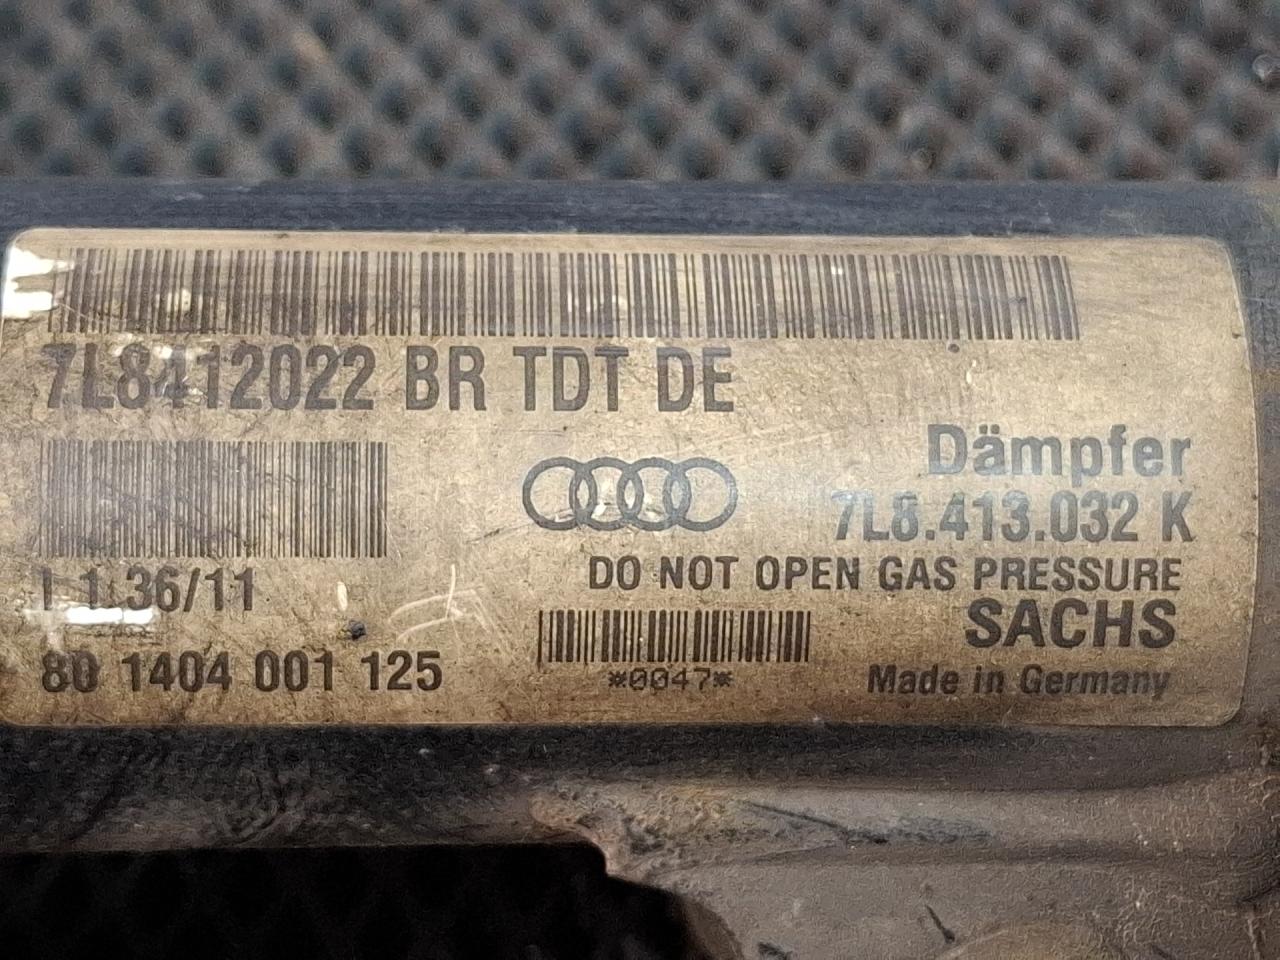 7L8412022 BR TDT DE
Dämpfer
7L8.413.032 K
I 1 36/11
DO NOT OPEN GAS PRESSURE
SACHS
80 1404 001 125
*0047*
Made in Germany